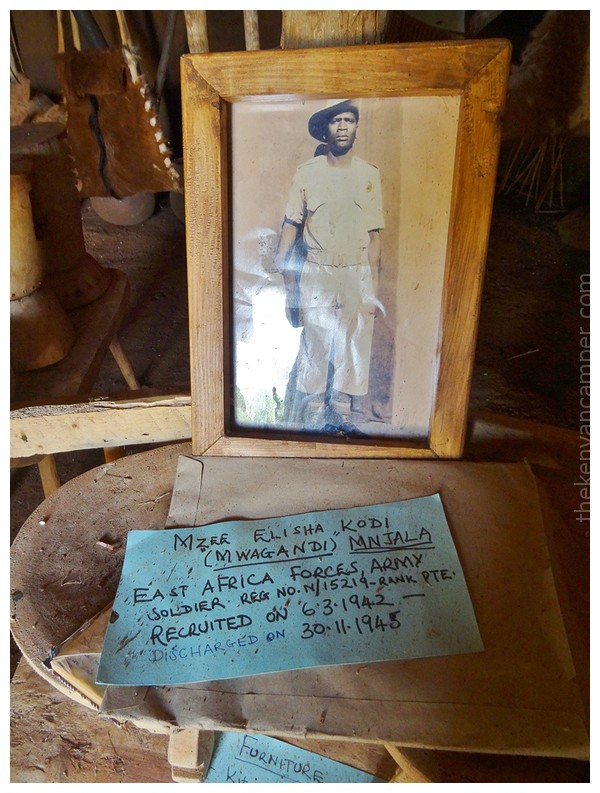 MZEE ELISHA KODI
(MWAGANDI) MNJALA
EAST AFRICA FORCES ARMY
SOLDIER. REG NO. N/15214-RANK PTE.
RECRUITED ON 6.3.1942 —
DISCHARGED ON 30.11.1945
FURNITURE
thekenyancamper.com